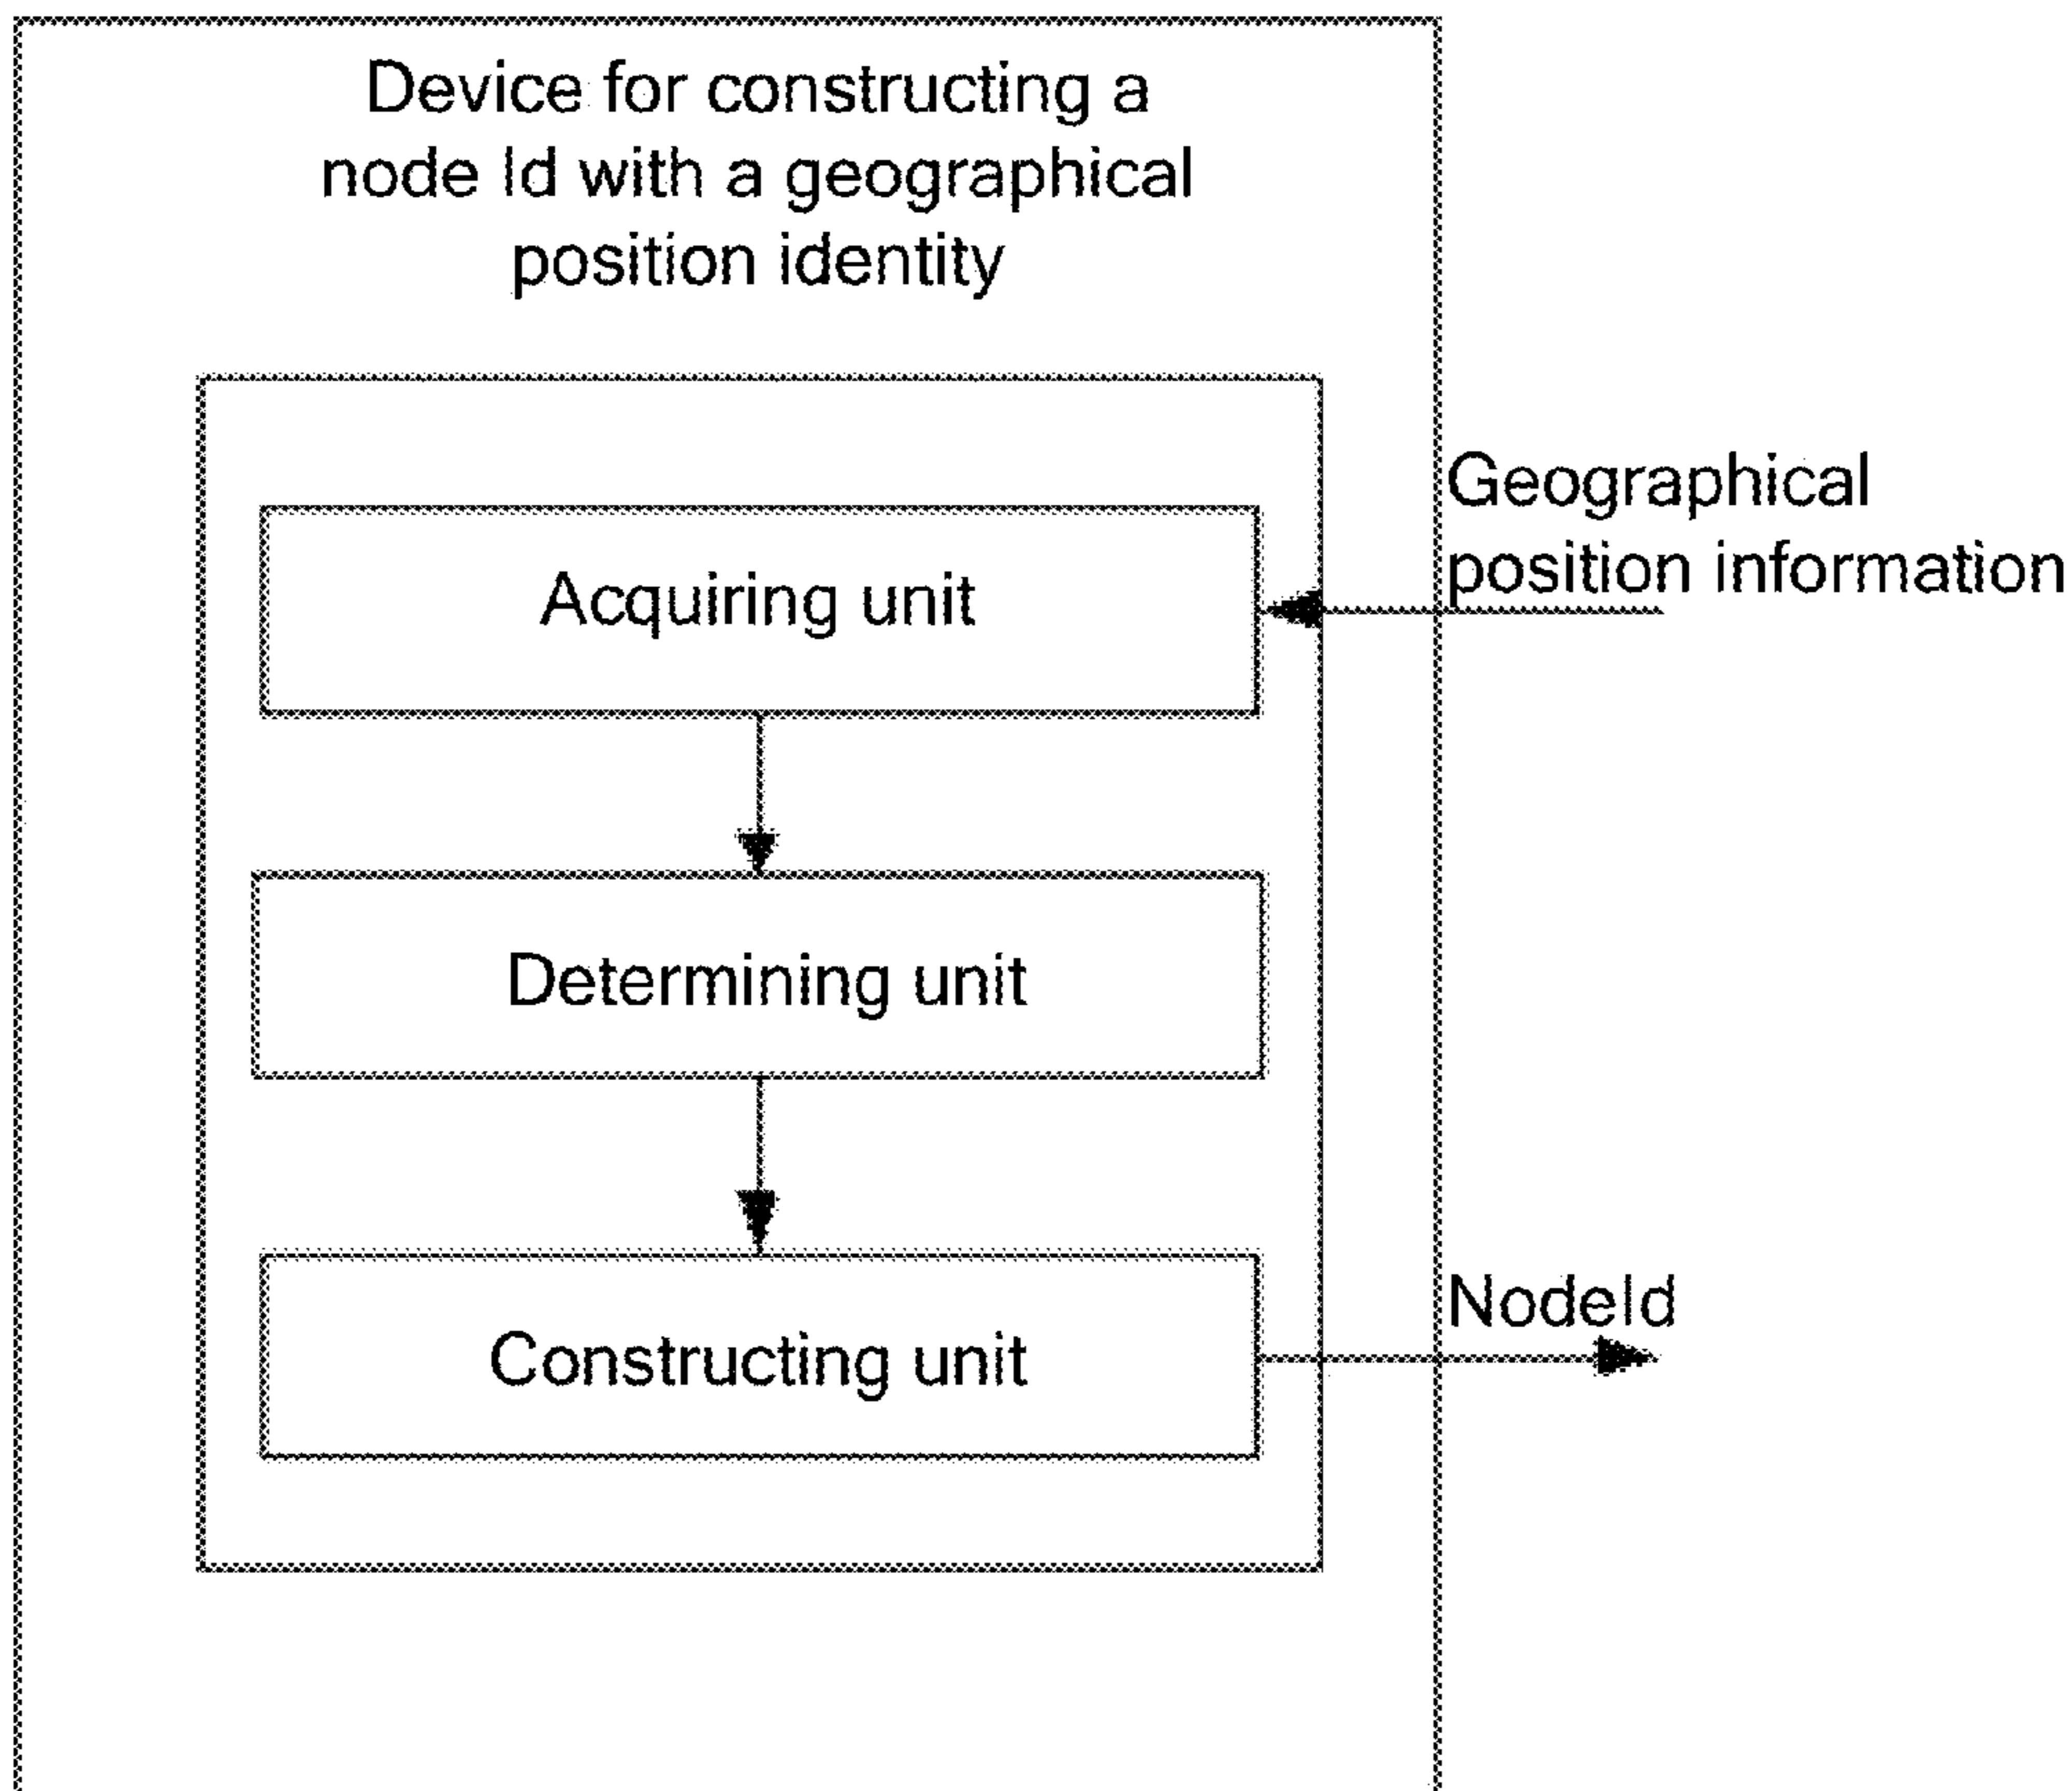 Device for constructing a
node Id with a geographical
position identity
Geographical
position information
Acquiring unit
Determining unit
NodeId
Constructing unit